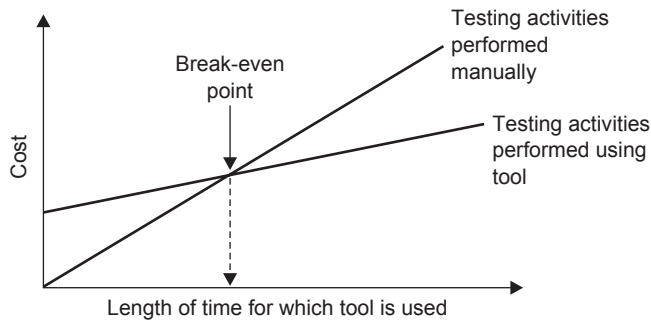 Testing activities
performed
manually
Break-even
point
Testing activities
performed using
tool
Cost
Length of time for which tool is used